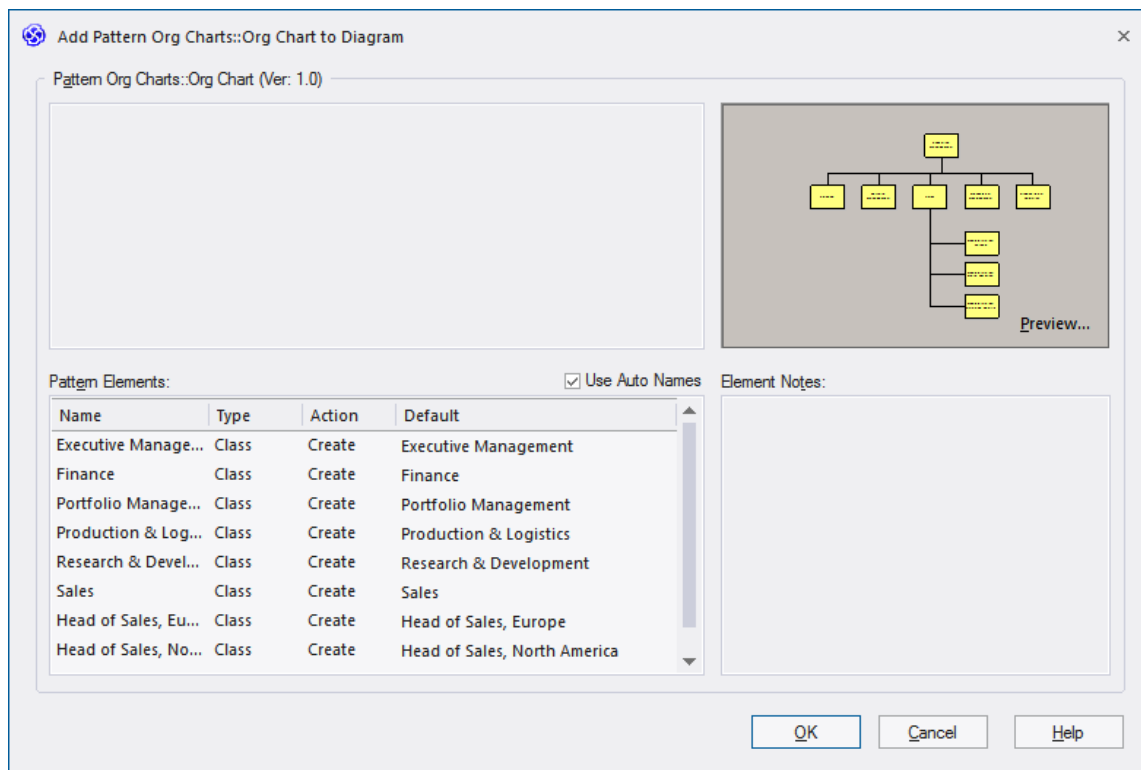 Add Pattern Org Charts::Org Chart to Diagram
Pattern Org Charts::Org Chart (Ver: 1.0)
Preview...
Pattern Elements:
Use Auto Names
Element Notes:
Name Type Action Default
Executive Manage... Class Create Executive Management
Finance Class Create Finance
Portfolio Manage... Class Create Portfolio Management
Production & Log... Class Create Production & Logistics
Research & Devel... Class Create Research & Development
Sales Class Create Sales
Head of Sales, Eu... Class Create Head of Sales, Europe
Head of Sales, No... Class Create Head of Sales, North America
OK
Cancel
Help